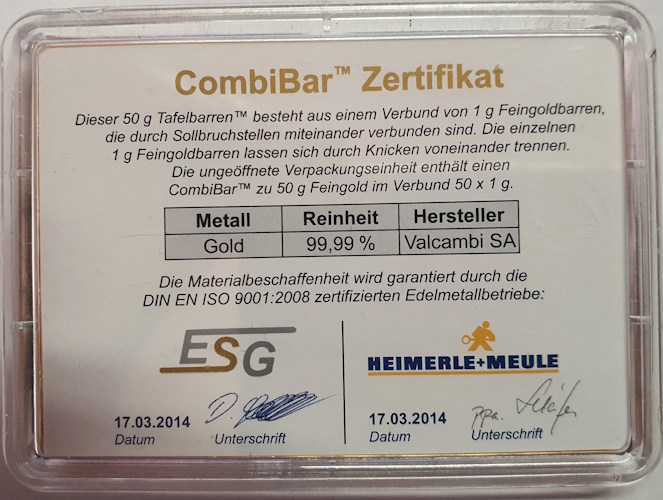 CombiBar™ Zertifikat
Dieser 50 g Tafelbarren™ besteht aus einem Verbund von 1 g Feingoldbarren,
die durch Sollbruchstellen miteinander verbunden sind. Die einzelnen
1 g Feingoldbarren lassen sich durch Knicken voneinander trennen.
Die ungeöffnete Verpackungseinheit enthält einen
CombiBar™ zu 50 g Feingold im Verbund 50 x 1 g.
Metall Reinheit Hersteller
Gold 99,99 % Valcambi SA
Die Materialbeschaffenheit wird garantiert durch die
DIN EN ISO 9001:2008 zertifizierten Edelmetallbetriebe:
ESG
17.03.2014
Datum Unterschrift
HEIMERLE+MEULE
17.03.2014 ppa.
Datum Unterschrift